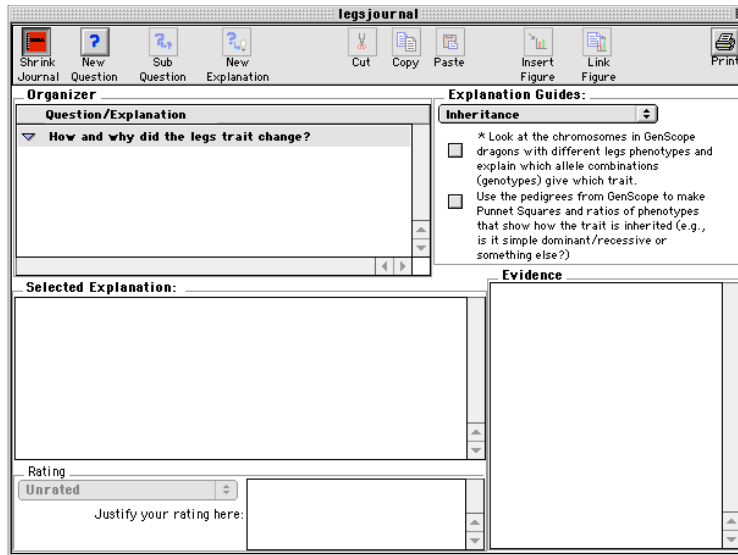 legsjournal
Shrink Journal
New Question
Sub Question
New Explanation
Cut
Copy
Paste
Insert Figure
Link Figure
Print
Organizer
Question/Explanation
How and why did the legs trait change?
Explanation Guides:
Inheritance
* Look at the chromosomes in GenScope
dragons with different legs phenotypes and
explain which allele combinations
(genotypes) give which trait.
Use the pedigrees from GenScope to make
Punnet Squares and ratios of phenotypes
that show how the trait is inherited (e.g.,
is it simple dominant/recessive or
something else?)
Selected Explanation:
Evidence
Rating
Unrated
Justify your rating here: